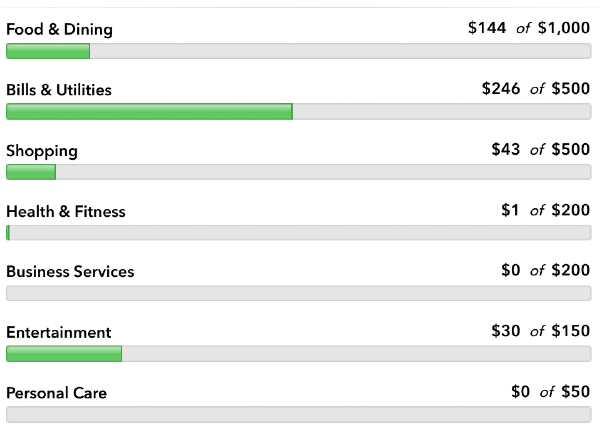 Food & Dining $144 of $1,000
Bills & Utilities $246 of $500
Shopping $43 of $500
Health & Fitness $1 of $200
Business Services $0 of $200
Entertainment $30 of $150
Personal Care $0 of $50